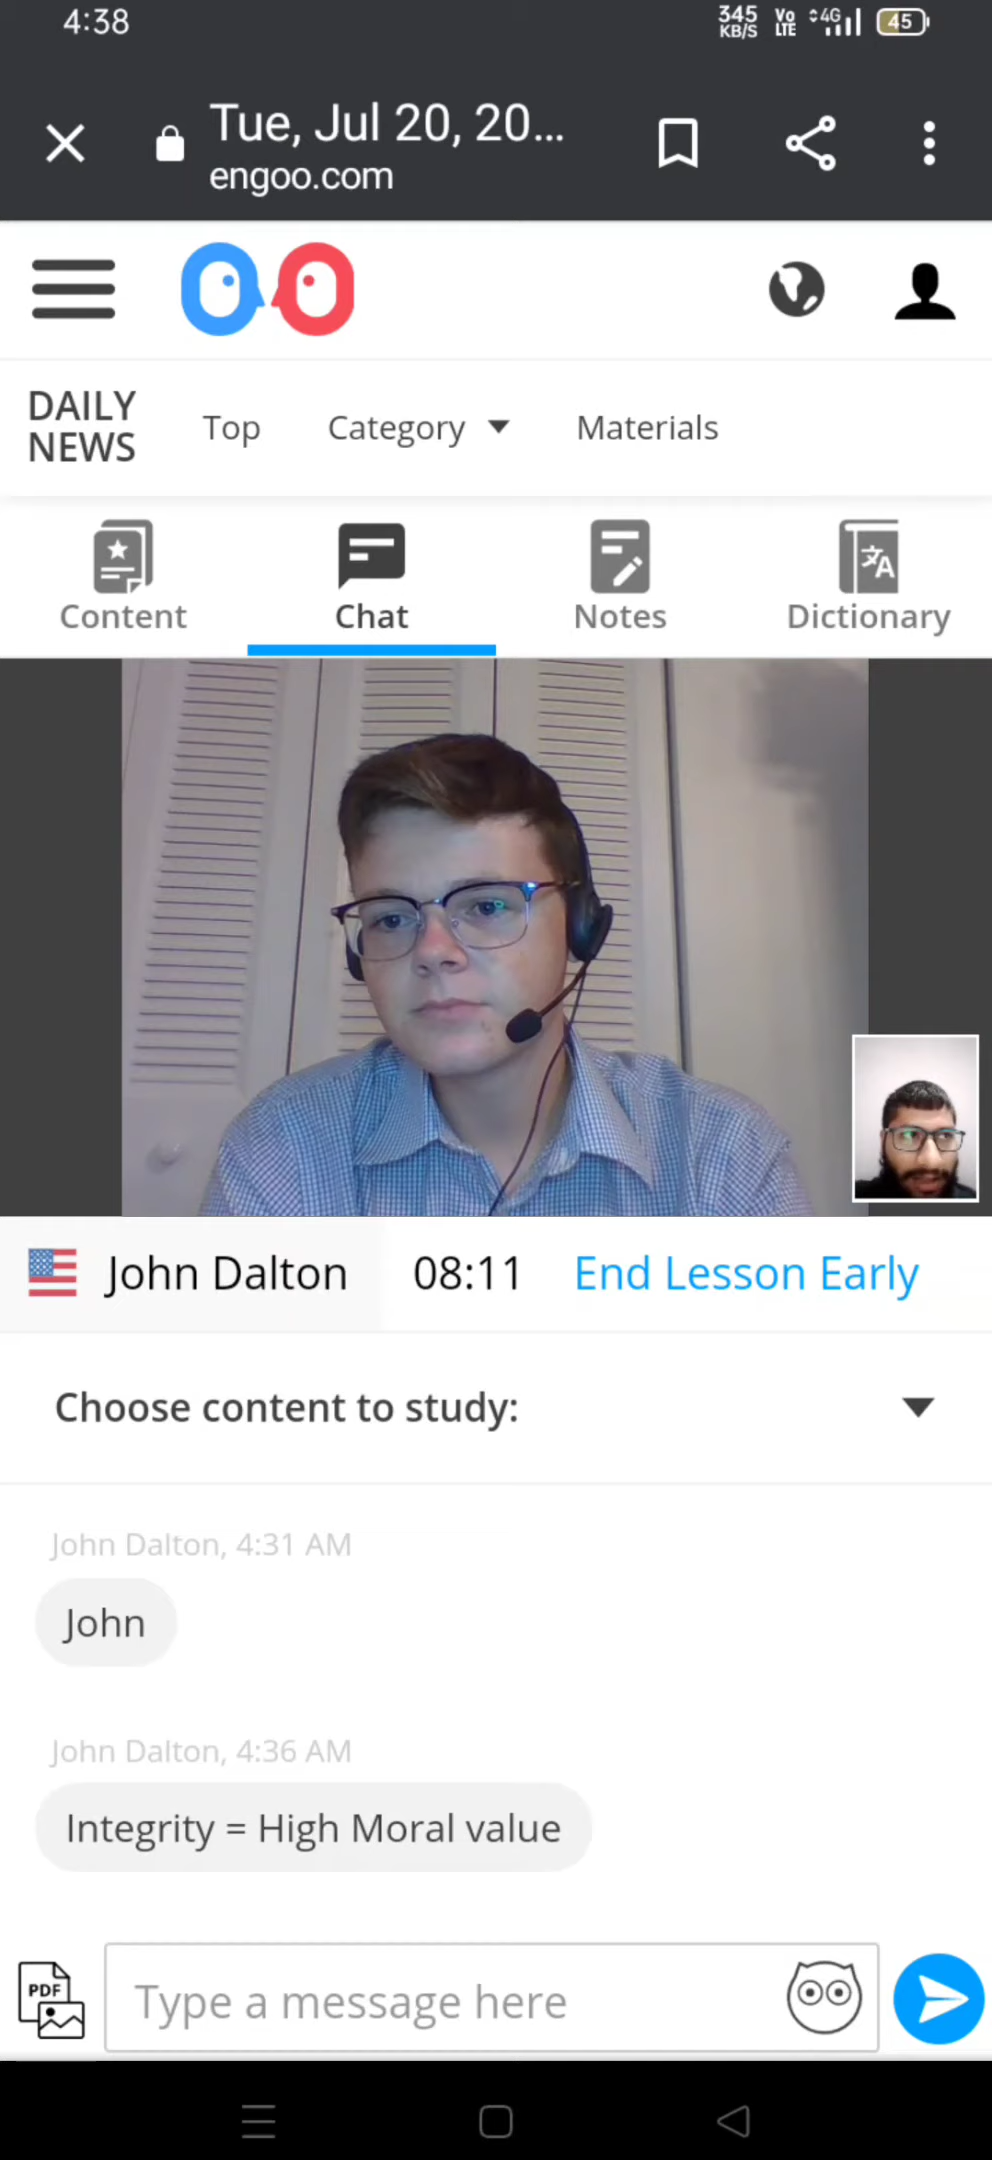 4:38
345 KB/S Vo LTE 4G 45
Tue, Jul 20, 20...
engoo.com
DAILY NEWS
Top Category Materials
Content Chat Notes Dictionary
John Dalton 08:11 End Lesson Early
Choose content to study:
John Dalton, 4:31 AM
John
John Dalton, 4:36 AM
Integrity = High Moral value
PDF
Type a message here